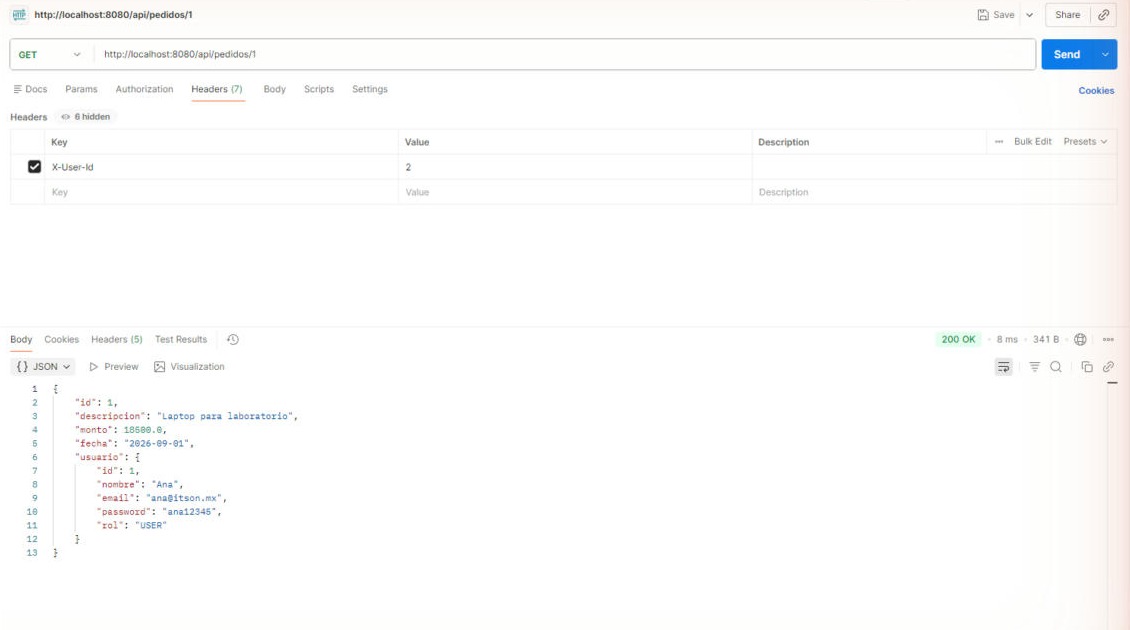 HTTP http://localhost:8080/api/pedidos/1 Save Share
GET http://localhost:8080/api/pedidos/1 Send
Docs Params Authorization Headers (7) Body Scripts Settings Cookies
Headers 6 hidden
Key Value Description Bulk Edit Presets
X-User-Id 2
Key Value Description
Body Cookies Headers (5) Test Results 200 OK 8 ms 341 B
{} JSON Preview Visualization
1 {
2 "id": 1,
3 "descripcion": "Laptop para laboratorio",
4 "monto": 18500.0,
5 "fecha": "2026-09-01",
6 "usuario": {
7 "id": 1,
8 "nombre": "Ana",
9 "email": "ana@itson.mx",
10 "password": "ana12345",
11 "rol": "USER"
12 }
13 }